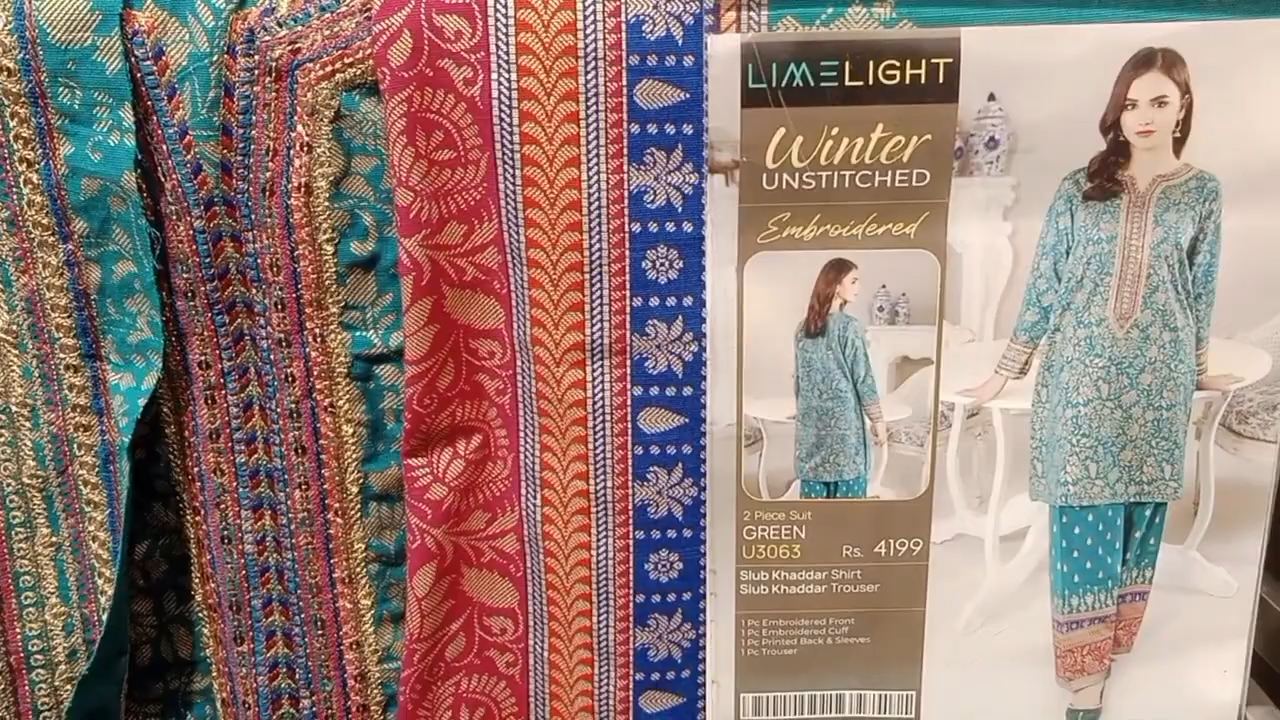 LIMELIGHT
Winter
UNSTITCHED
Embroidered
2 Piece Suit
GREEN
U3063 Rs. 4199
Slub Khaddar Shirt
Slub Khaddar Trouser
1 Pc Embroidered Front
1 Pc Embroidered Cuff
1 Pc Printed Back & Sleeves
1 Pc Trouser